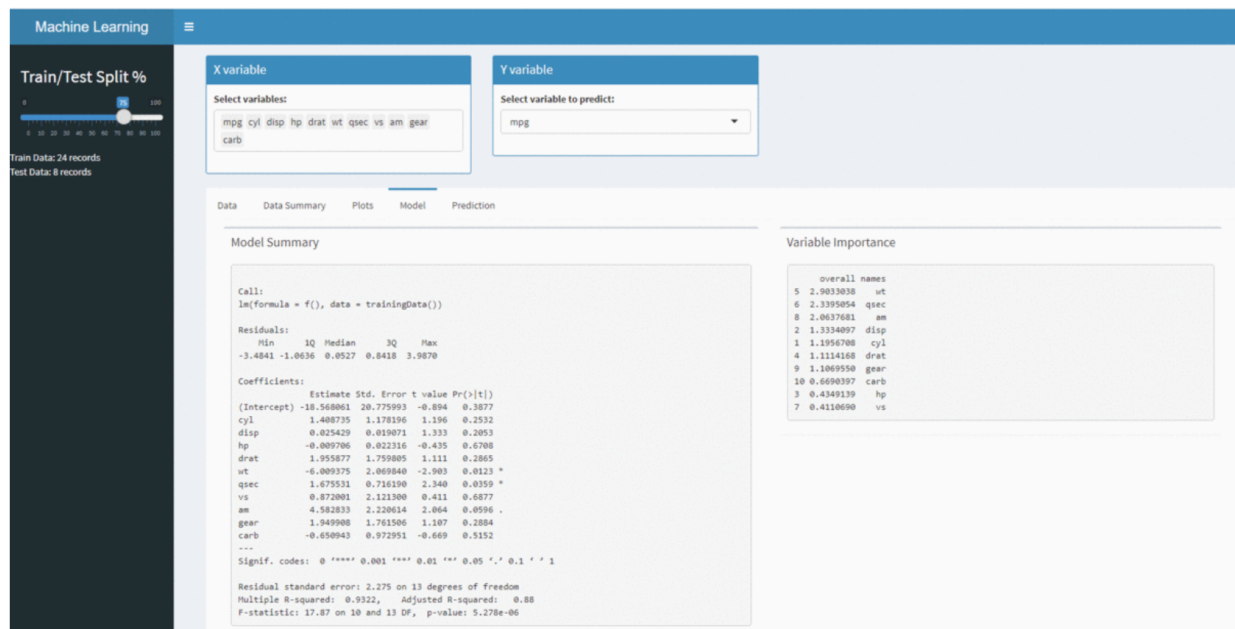 Machine Learning
Train/Test Split %
0 75 100
0 10 20 30 40 50 60 70 80 90 100
Train Data: 24 records
Test Data: 8 records
X variable
Select variables:
mpg cyl disp hp drat wt qsec vs am gear
carb
Y variable
Select variable to predict:
mpg
Data Data Summary Plots Model Prediction
Model Summary
Call:
lm(formula = f(), data = trainingData())
Residuals:
Min 1Q Median 3Q Max
-3.4841 -1.0636 0.0527 0.8418 3.9870
Coefficients:
Estimate Std. Error t value Pr(>|t|)
(Intercept) -18.568061 20.775993 -0.894 0.3877
cyl 1.408735 1.178196 1.196 0.2532
disp 0.025429 0.019071 1.333 0.2053
hp -0.009706 0.022316 -0.435 0.6708
drat 1.955877 1.759805 1.111 0.2865
wt -6.009375 2.069840 -2.903 0.0123 *
qsec 1.675531 0.716190 2.340 0.0359 *
vs 0.872001 2.121300 0.411 0.6877
am 4.582833 2.220614 2.064 0.0596 .
gear 1.949908 1.761506 1.107 0.2884
carb -0.650943 0.972951 -0.669 0.5152
---
Signif. codes: 0 ‘***’ 0.001 ‘**’ 0.01 ‘*’ 0.05 ‘.’ 0.1 ‘ ’ 1
Residual standard error: 2.275 on 13 degrees of freedom
Multiple R-squared: 0.9322, Adjusted R-squared: 0.88
F-statistic: 17.87 on 10 and 13 DF, p-value: 5.278e-06
Variable Importance
overall names
5 2.9033038 wt
6 2.3395054 qsec
8 2.0637681 am
2 1.3334097 disp
1 1.1956708 cyl
4 1.1114168 drat
9 1.1069550 gear
10 0.6690397 carb
3 0.4349139 hp
7 0.4110690 vs